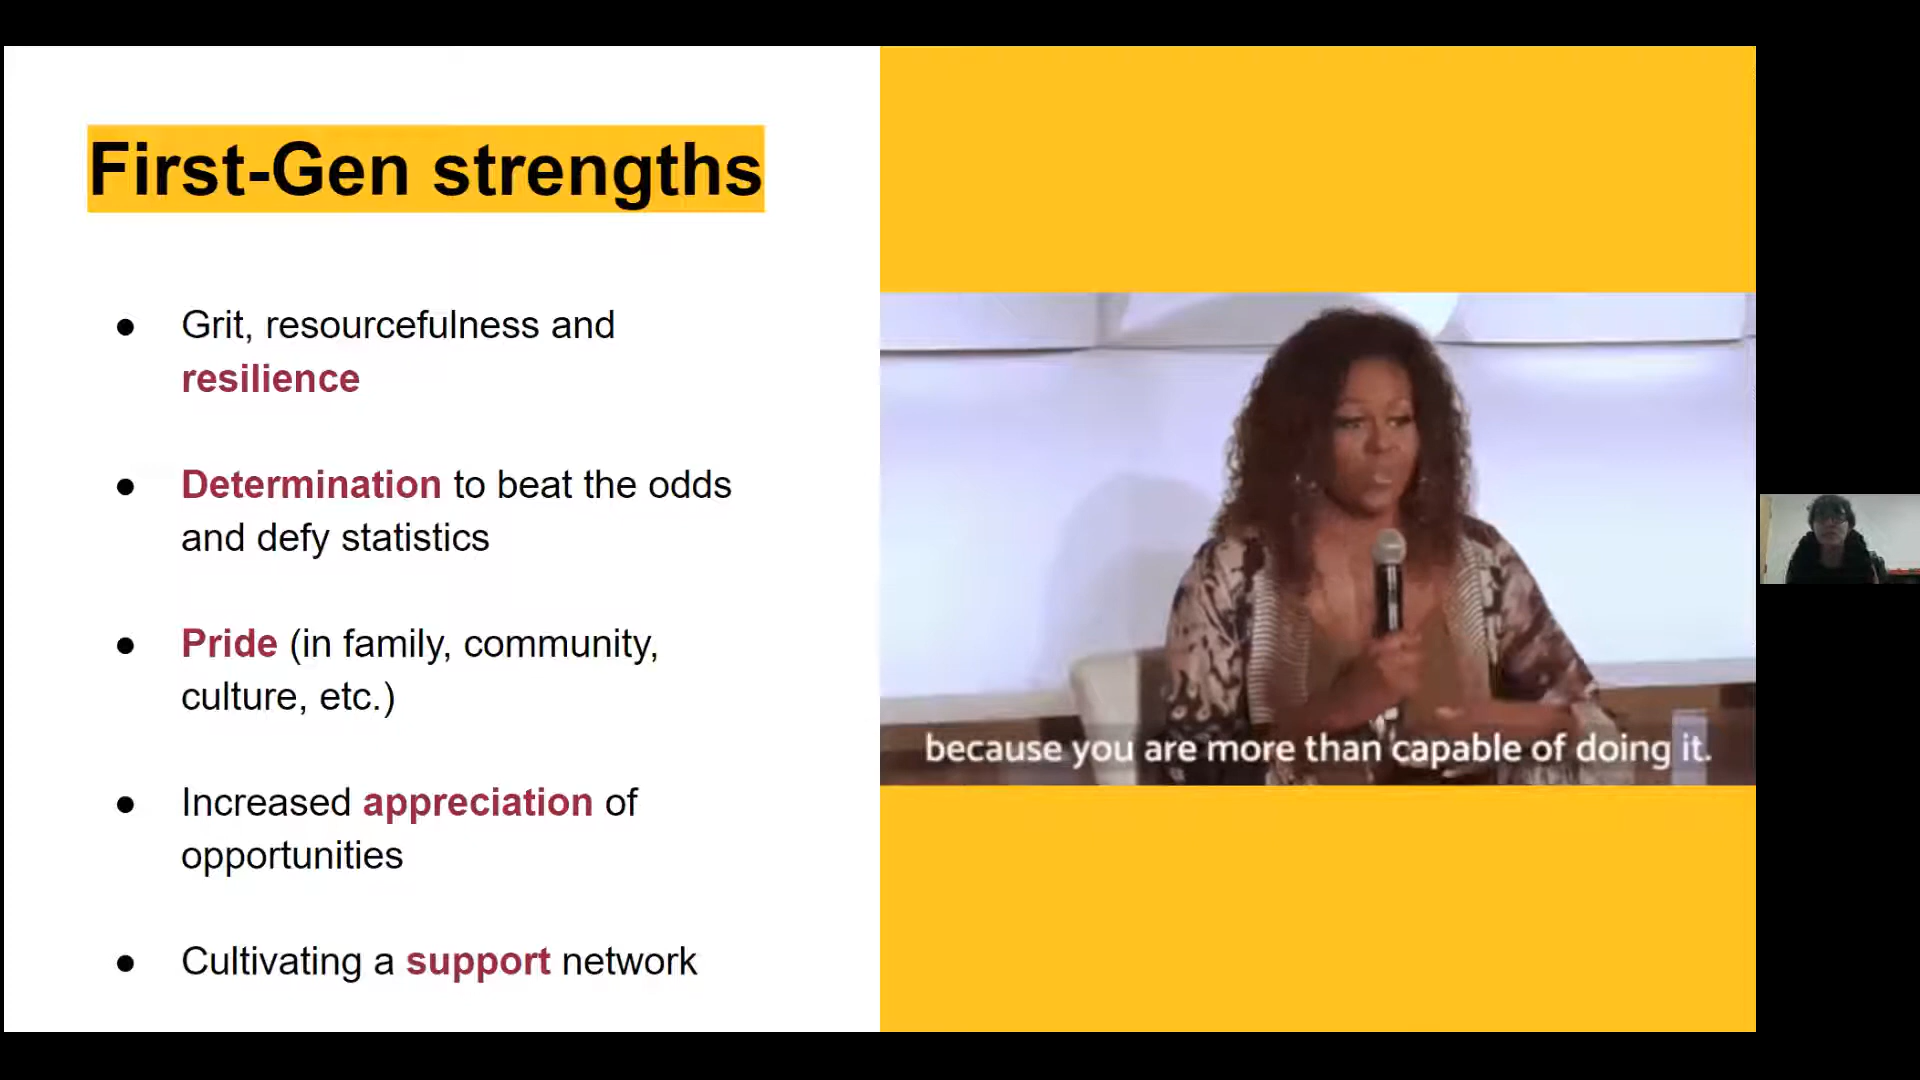 First-Gen strengths
● Grit, resourcefulness and
resilience
● Determination to beat the odds
and defy statistics
● Pride (in family, community,
culture, etc.)
● Increased appreciation of
opportunities
● Cultivating a support network
because you are more than capable of doing it.